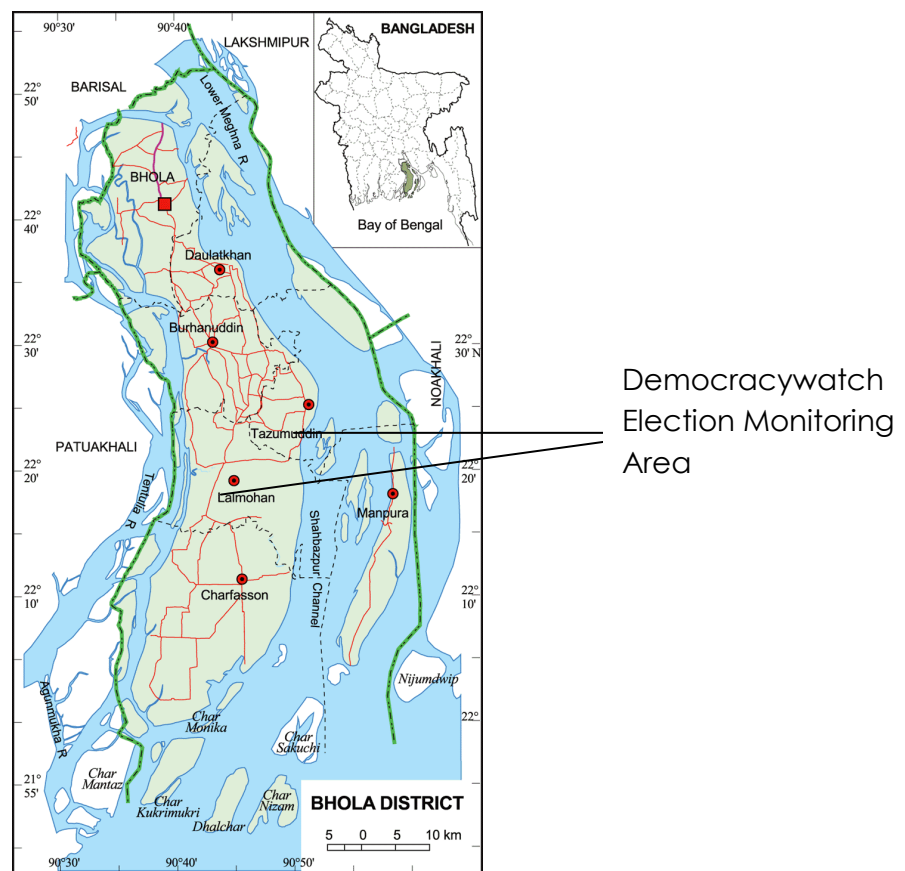 90°30'
90°40'
BANGLADESH
LAKSHMIPUR
BARISAL
22°
50'
Lower Meghna R
BHOLA
Bay of Bengal
22°
40'
Daulatkhan
Burhanuddin
22°
30'
22°
30' N
NOAKHALI
Democracywatch
Election Monitoring
Area
Tazumuddin
PATUAKHALI
22°
20'
22°
20'
Tentulia R
Lalmohan
Manpura
Shahbazpur Channel
22°
10'
22°
10'
Charfasson
Nijumdwip
Agunmukha R
22°
Char
Monika
Char
Sakuchi
Char
Mantaz
21°
55'
Char
Kukrimukri
Dhalchar
Char
Nizam
BHOLA DISTRICT
5 0 5 10 km
90°30'
90°40'
90°50'